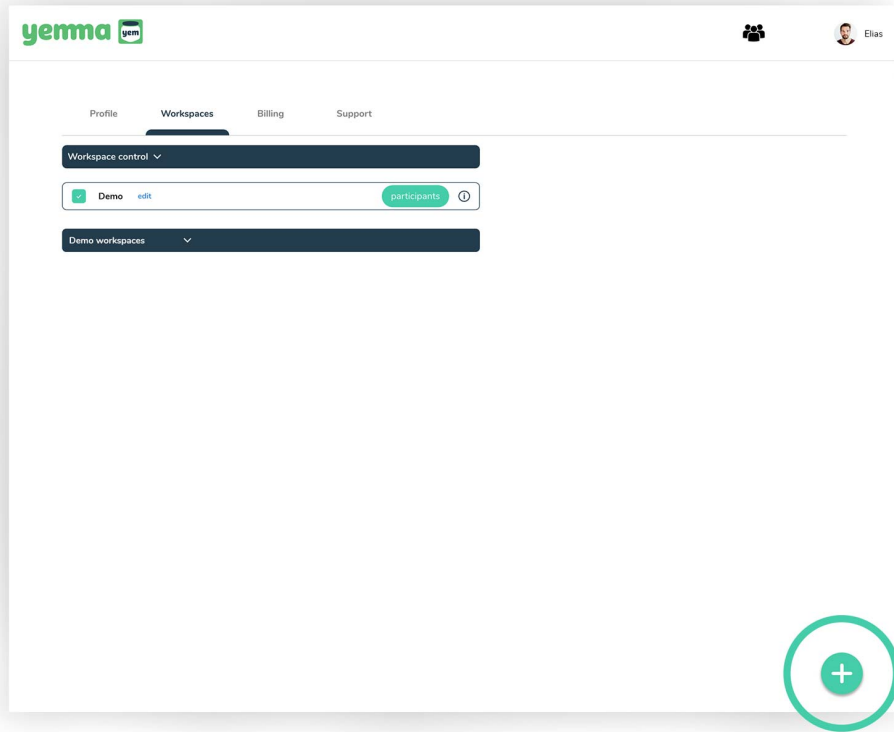 yemma yem
Elias
Profile Workspaces Billing Support
Workspace control
Demo edit participants
Demo workspaces